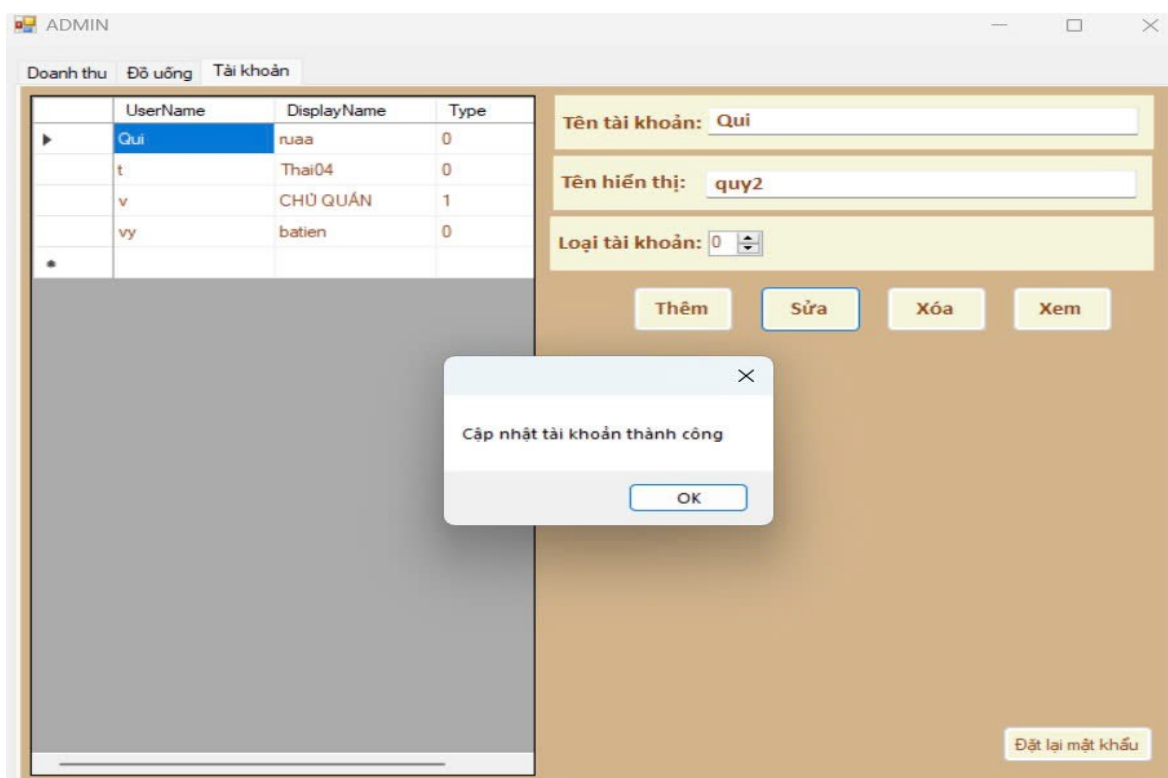 ADMIN
Doanh thu Đồ uống Tài khoản
UserName DisplayName Type
Qui ruaa 0
t Thai04 0
v CHỦ QUÁN 1
vy batien 0
Tên tài khoản: Qui
Tên hiển thị: quy2
Loại tài khoản: 0
Thêm Sửa Xóa Xem
Cập nhật tài khoản thành công
OK
Đặt lại mật khẩu